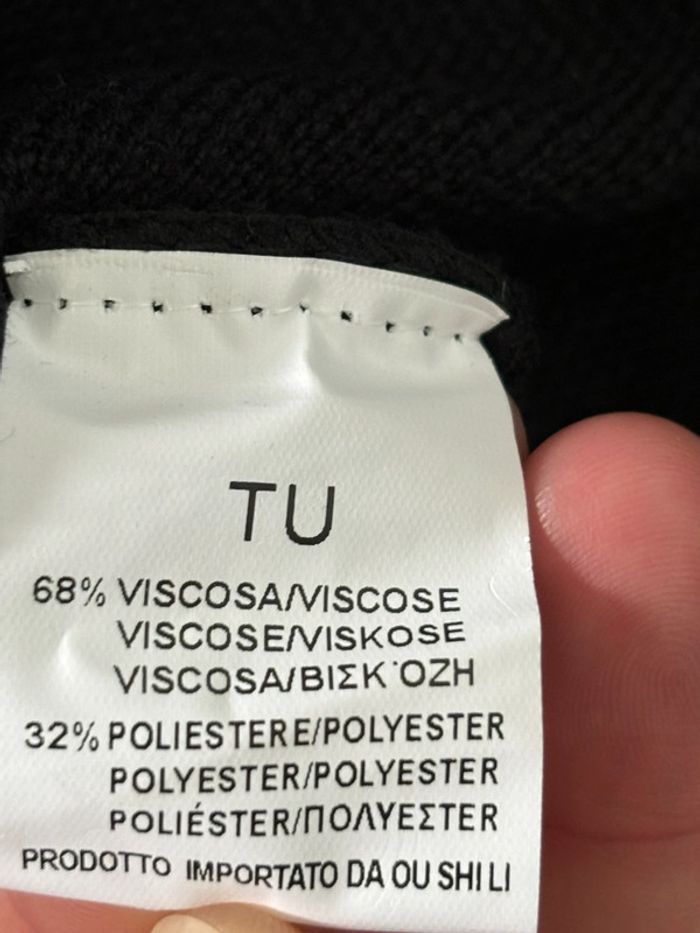 TU
68% VISCOSA/VISCOSE
VISCOSE/VISKOSE
VISCOSA/ΒΙΣΚ΄ΟΖΗ
32% POLIESTERE/POLYESTER
POLYESTER/POLYESTER
POLIÉSTER/ΠΟΛΥΕΣΤΕR
PRODOTTO IMPORTATO DA OU SHI LI